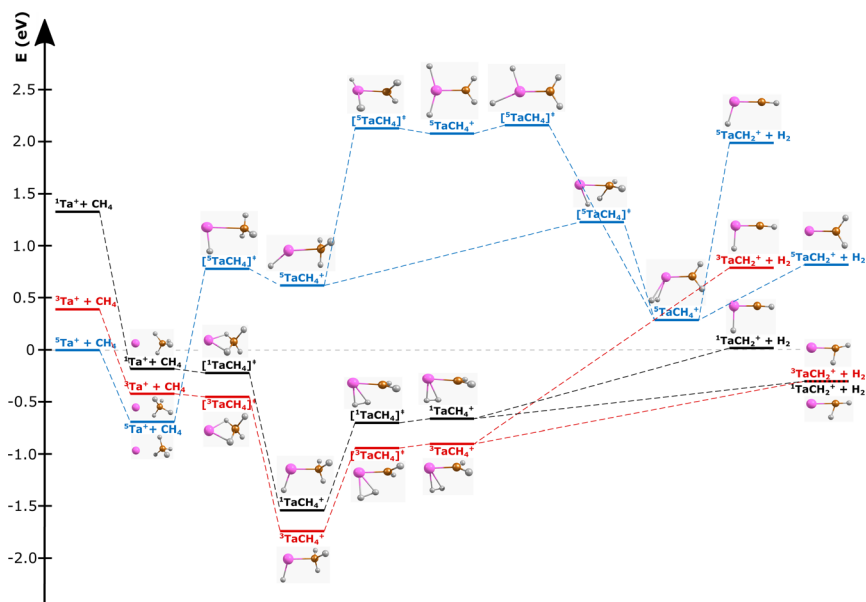 E (eV)
2.5
2.0
1.5
1.0
0.5
0
-0.5
-1.0
-1.5
-2.0
¹Ta⁺+ CH₄
³Ta⁺ + CH₄
⁵Ta⁺ + CH₄
¹Ta⁺+ CH₄
³Ta⁺ + CH₄
⁵Ta⁺+ CH₄
[⁵TaCH₄]‡
[¹TaCH₄]‡
[³TaCH₄]‡
⁵TaCH₄⁺
¹TaCH₄⁺
³TaCH₄⁺
[⁵TaCH₄]‡
[¹TaCH₄]‡
[³TaCH₄]‡
⁵TaCH₄⁺
¹TaCH₄⁺
³TaCH₄⁺
[⁵TaCH₄]‡
[⁵TaCH₄]‡
⁵TaCH₄⁺
⁵TaCH₂⁺ + H₂
³TaCH₂⁺ + H₂
¹TaCH₂⁺ + H₂
⁵TaCH₂⁺ + H₂
³TaCH₂⁺ + H₂
¹TaCH₂⁺ + H₂